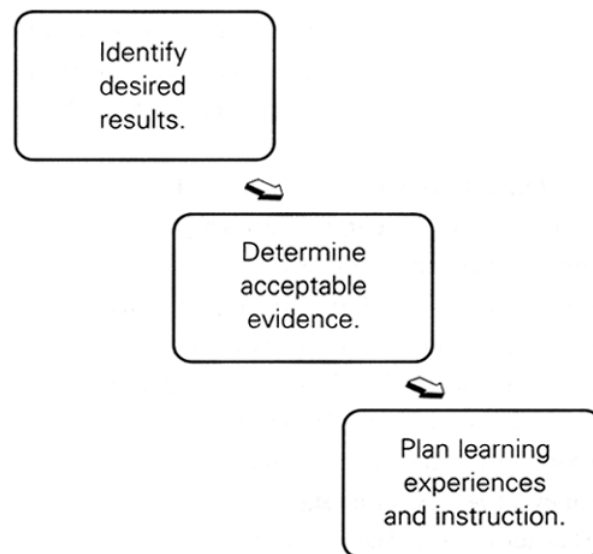 Identify
desired
results.
Determine
acceptable
evidence.
Plan learning
experiences
and instruction.